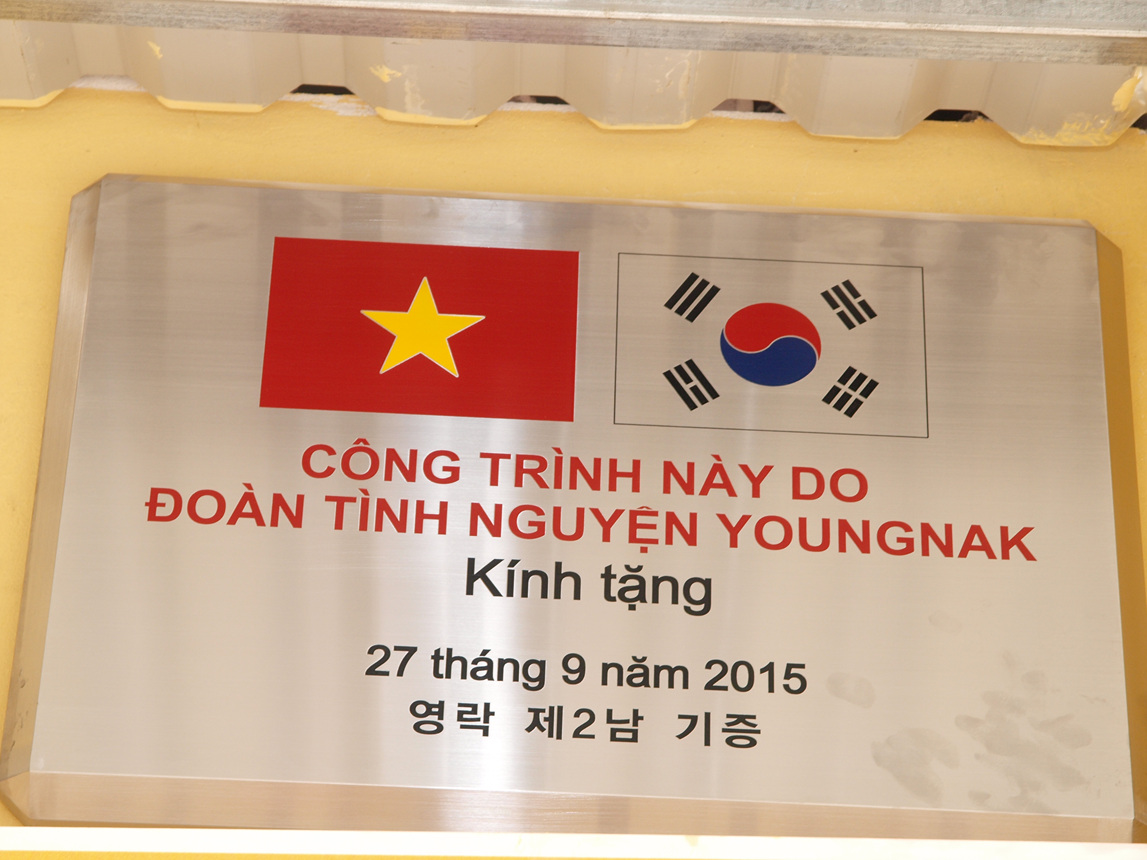 CÔNG TRÌNH NÀY DO
ĐOÀN TÌNH NGUYỆN YOUNGNAK
Kính tặng
27 tháng 9 năm 2015
영락 제2남 기증